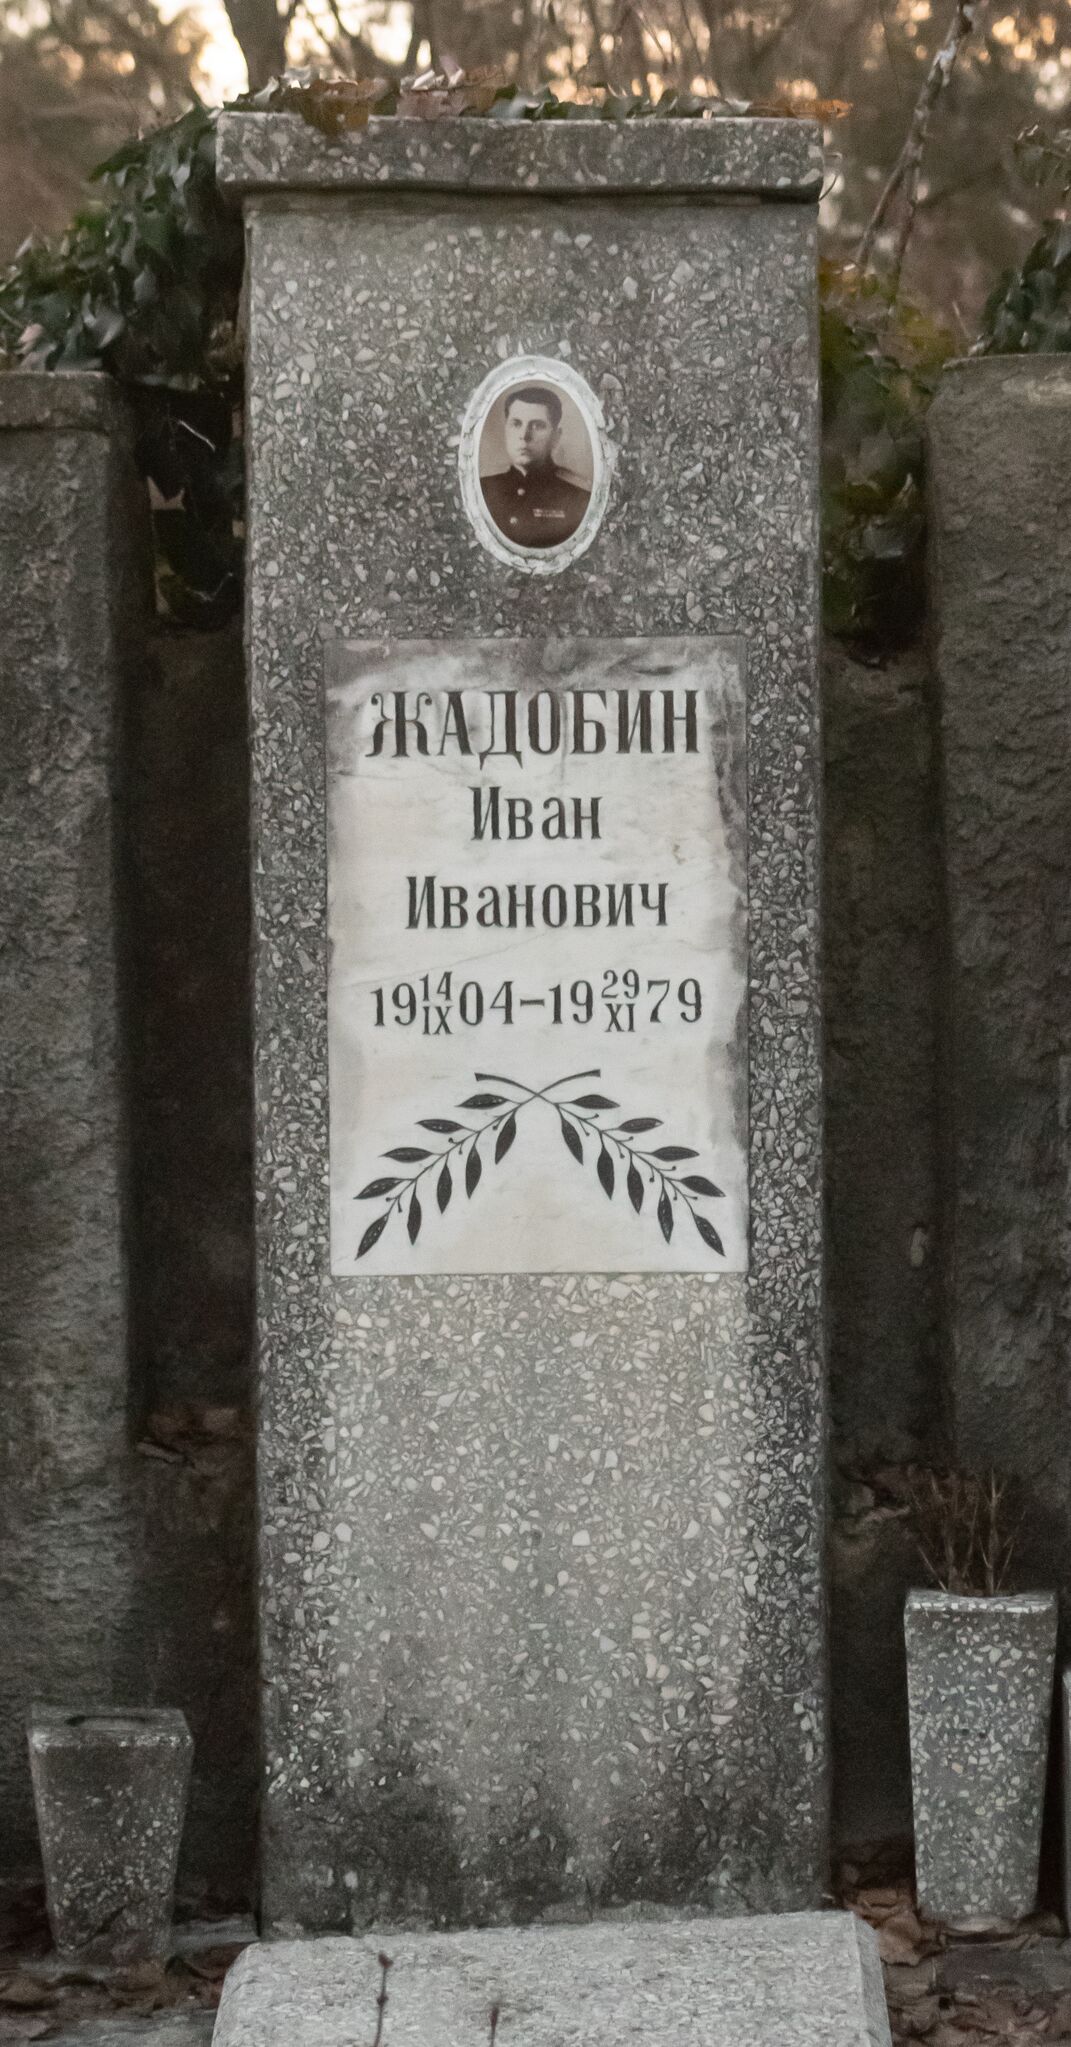 ЖАДОБИН
Иван
Иванович
19 14/IX 04-19 29/XI 79